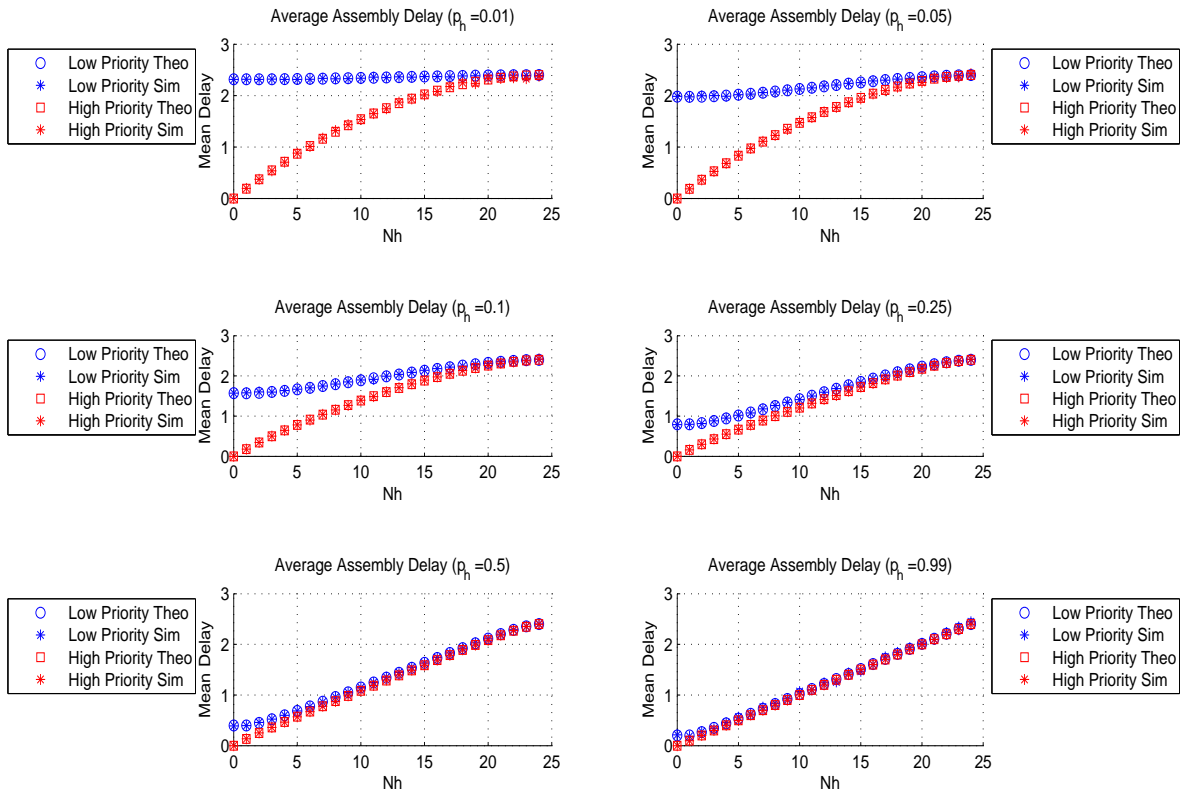 Average Assembly Delay (p_h =0.01)
Low Priority Theo
Low Priority Sim
High Priority Theo
High Priority Sim
Mean Delay
3
2
1
0
0 5 10 15 20 25
Nh
Average Assembly Delay (p_h =0.05)
Mean Delay
3
2
1
0
0 5 10 15 20 25
Nh
Low Priority Theo
Low Priority Sim
High Priority Theo
High Priority Sim
Average Assembly Delay (p_h =0.1)
Low Priority Theo
Low Priority Sim
High Priority Theo
High Priority Sim
Mean Delay
3
2
1
0
0 5 10 15 20 25
Nh
Average Assembly Delay (p_h =0.25)
Mean Delay
3
2
1
0
0 5 10 15 20 25
Nh
Low Priority Theo
Low Priority Sim
High Priority Theo
High Priority Sim
Average Assembly Delay (p_h =0.5)
Low Priority Theo
Low Priority Sim
High Priority Theo
High Priority Sim
Mean Delay
3
2
1
0
0 5 10 15 20 25
Nh
Average Assembly Delay (p_h =0.99)
Mean Delay
3
2
1
0
0 5 10 15 20 25
Nh
Low Priority Theo
Low Priority Sim
High Priority Theo
High Priority Sim